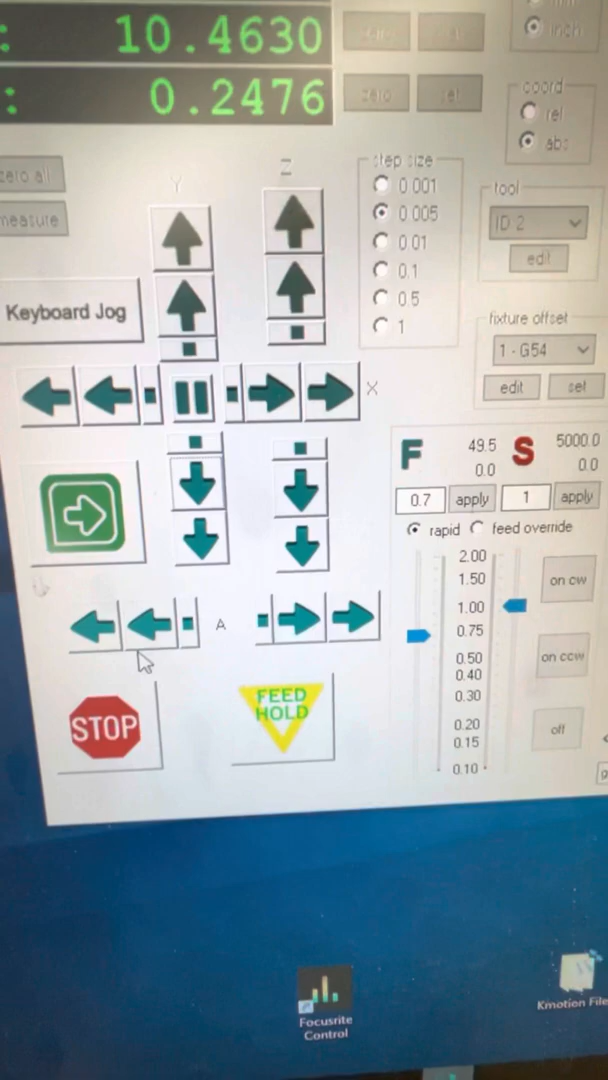 : 10.4630
: 0.2476
zero set
inch
coord
rel
abs
zero all
measure
Y
Z
step size
0.001
0.005
0.01
0.1
0.5
1
tool
ID 2
edit
fixture offset
1 - G54
edit set
Keyboard Jog
X
F 49.5 S 5000.0
0.0 0.0
0.7 apply 1 apply
rapid feed override
2.00
1.50
1.00
0.75
0.50
0.40
0.30
0.20
0.15
0.10
on cw
on ccw
off
A
STOP
FEED
HOLD
Focusrite
Control
Kmotion File